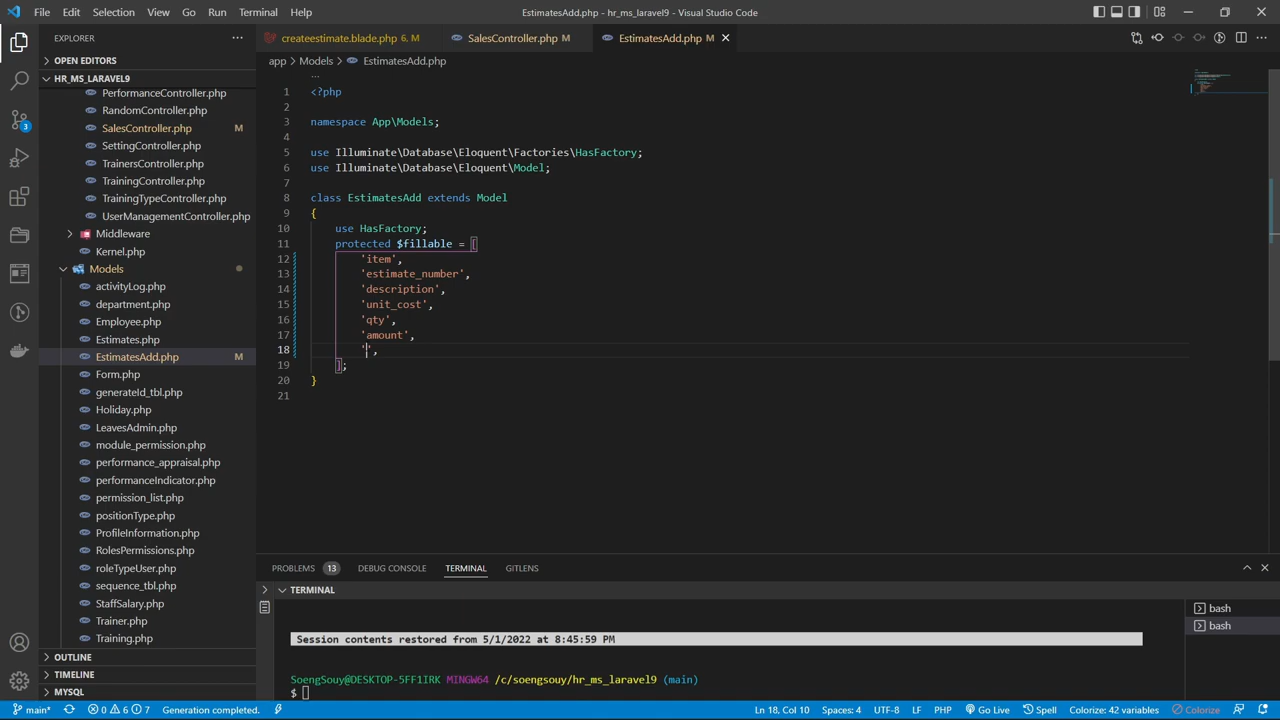 File Edit Selection View Go Run Terminal Help
EstimatesAdd.php - hr_ms_laravel9 - Visual Studio Code
EXPLORER
OPEN EDITORS
HR_MS_LARAVEL9
PerformanceController.php
RandomController.php
SalesController.php M
SettingController.php
TrainersController.php
TrainingController.php
TrainingTypeController.php
UserManagementController.php
Middleware
Kernel.php
Models
activityLog.php
department.php
Employee.php
Estimates.php
EstimatesAdd.php M
Form.php
generateId_tbl.php
Holiday.php
LeavesAdmin.php
module_permission.php
performance_appraisal.php
performanceIndicator.php
permission_list.php
positionType.php
ProfileInformation.php
RolesPermissions.php
roleTypeUser.php
sequence_tbl.php
StaffSalary.php
Trainer.php
Training.php
OUTLINE
TIMELINE
MYSQL
3
createestimate.blade.php 6, M
SalesController.php M
EstimatesAdd.php M
app > Models > EstimatesAdd.php
...
1 <?php
2
3 namespace App\Models;
4
5 use Illuminate\Database\Eloquent\Factories\HasFactory;
6 use Illuminate\Database\Eloquent\Model;
7
8 class EstimatesAdd extends Model
9 {
10 use HasFactory;
11 protected $fillable = [
12 'item',
13 'estimate_number',
14 'description',
15 'unit_cost',
16 'qty',
17 'amount',
18 '',
19 ];
20 }
21
PROBLEMS 13 DEBUG CONSOLE TERMINAL GITLENS
TERMINAL
Session contents restored from 5/1/2022 at 8:45:59 PM
SoengSouy@DESKTOP-5FF1IRK MINGW64 /c/soengsouy/hr_ms_laravel9 (main)
$
bash
bash
main* 0 6 7 Generation completed. Ln 18, Col 10 Spaces: 4 UTF-8 LF PHP Go Live Spell Colorize: 42 variables Colorize